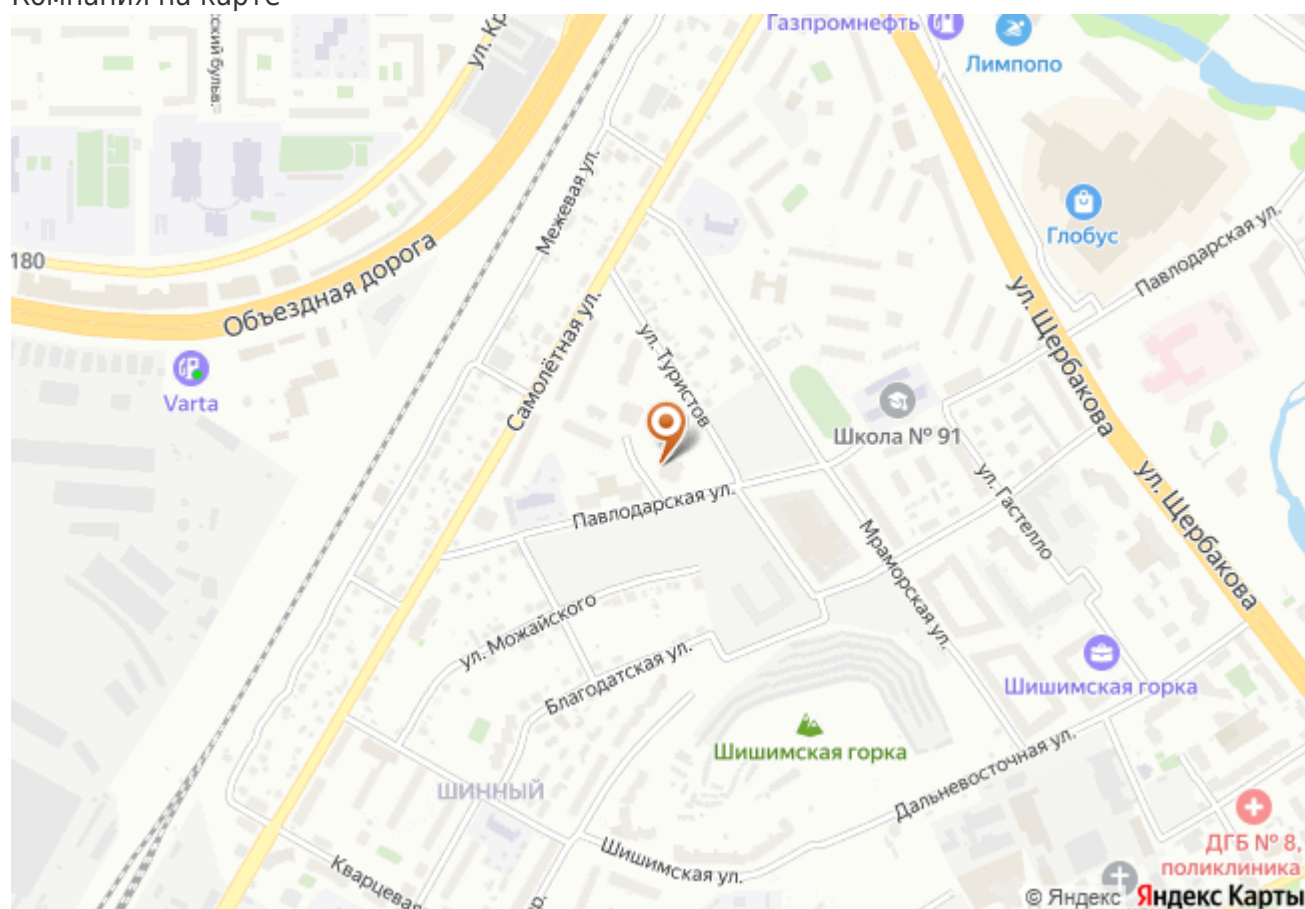 Компания на карте
Газпромнефть
Лимпопо
ул. Кр
ский бульв.
Межевая ул.
Глобус
Павлодарская ул.
180
Объездная дорога
ул. Щербакова
Самолётная ул.
ул. Туристов
Varta
Школа № 91
ул. Щербакова
ул. Гастелло
Павлодарская ул.
Мраморская ул.
ул. Можайского
Благодатская ул.
Шишимская горка
Шишимская горка
Дальневосточная ул.
ШИННЫЙ
ДГБ № 8,
поликлиника
Шишимская ул.
Кварцевая
р.
© Яндекс Яндекс Карты